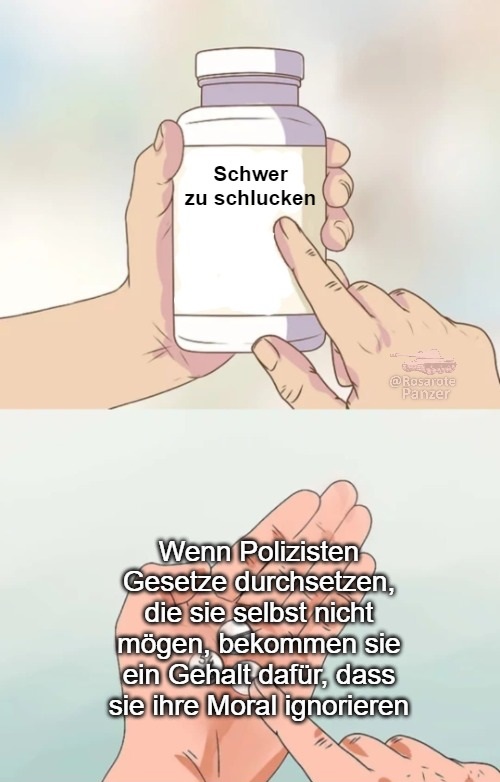 Schwer
zu schlucken
@Rosarote
Panzer
Wenn Polizisten
Gesetze durchsetzen,
die sie selbst nicht
mögen, bekommen sie
ein Gehalt dafür, dass
sie ihre Moral ignorieren